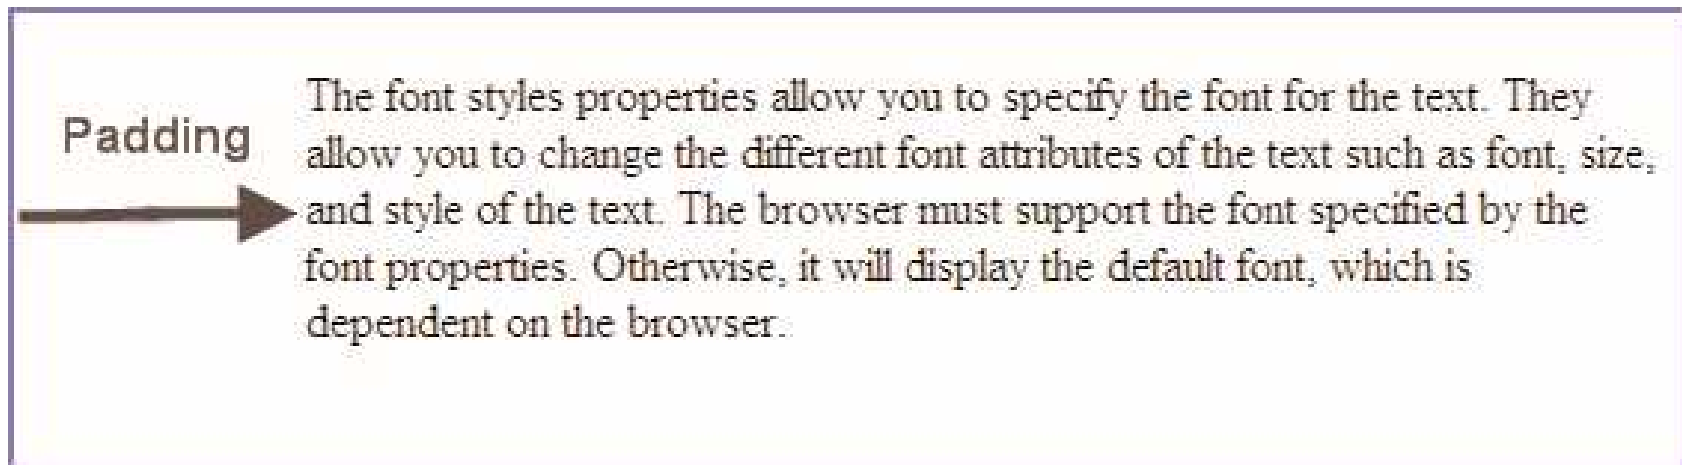 Padding
The font styles properties allow you to specify the font for the text. They
allow you to change the different font attributes of the text such as font, size,
and style of the text. The browser must support the font specified by the
font properties. Otherwise, it will display the default font, which is
dependent on the browser.